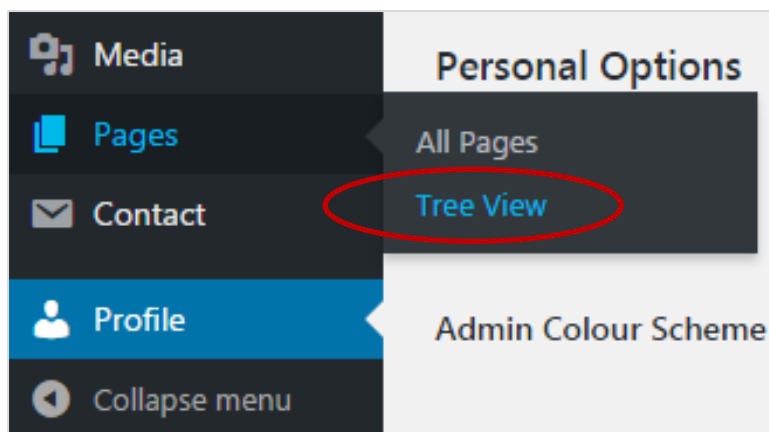 Media
Personal Options
Pages
All Pages
Tree View
Contact
Profile
Admin Colour Scheme
Collapse menu